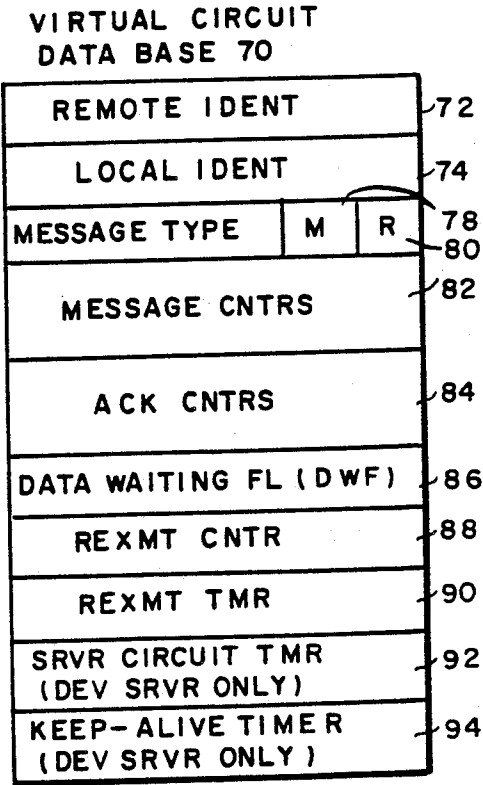 VIRTUAL CIRCUIT
DATA BASE 70
REMOTE IDENT 72
LOCAL IDENT 74
MESSAGE TYPE M R 78
80
MESSAGE CNTRS 82
ACK CNTRS 84
DATA WAITING FL (DWF) 86
REXMT CNTR 88
REXMT TMR 90
SRVR CIRCUIT TMR 92
(DEV SRVR ONLY)
KEEP-ALIVE TIMER 94
(DEV SRVR ONLY)